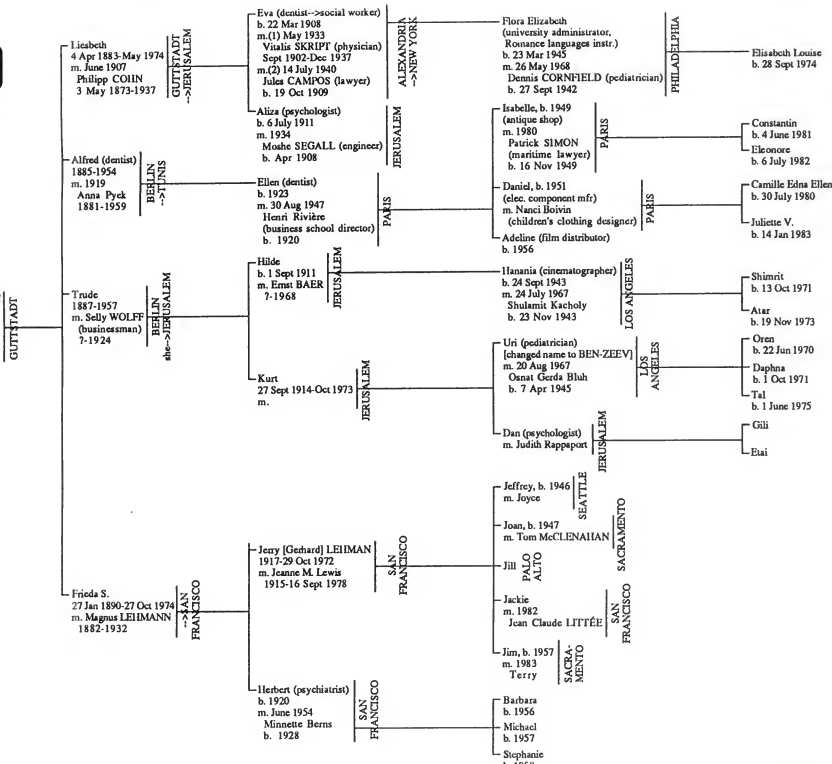 GUTTSTADT
Liesbeth
4 Apr 1883-May 1974
m. June 1907
Philipp COHN
3 May 1873-1937
GUTTSTADT
-->JERUSALEM
Eva (dentist-->social worker)
b. 22 Mar 1908
m.(1) May 1933
Vitalis SKRIPT (physician)
Sept 1902-Dec 1937
m.(2) 14 July 1940
Jules CAMPOS (lawyer)
b. 19 Oct 1909
ALEXANDRIA
-->NEW YORK
Flora Elizabeth
(university administrator,
Romance languages instr.)
b. 23 Mar 1945
m. 26 May 1968
Dennis CORNFIELD (pediatrician)
b. 27 Sept 1942
PHILADELPHIA
Elisabeth Louise
b. 28 Sept 1974
Aliza (psychologist)
b. 6 July 1911
m. 1934
Moshe SEGALL (engineer)
b. Apr 1908
JERUSALEM
Alfred (dentist)
1885-1954
m. 1919
Anna Pyek
1881-1959
BERLIN
-->TUNIS
Ellen (dentist)
b. 1923
m. 30 Aug 1947
Henri Rivière
(business school director)
b. 1920
PARIS
Isabelle, b. 1949
(antique shop)
m. 1980
Patrick SIMON
(maritime lawyer)
b. 16 Nov 1949
PARIS
Constantin
b. 4 June 1981
Eleonore
b. 6 July 1982
Daniel, b. 1951
(elec. component mfr)
m. Nanci Boivin
(children's clothing designer)
PARIS
Camille Edna Ellen
b. 30 July 1980
Juliette V.
b. 14 Jan 1983
Adeline (film distributor)
b. 1956
Trude
1887-1957
m. Selly WOLFF
(businessman)
?-1924
BERLIN
she-->JERUSALEM
Hilde
b. 1 Sept 1911
m. Ernst BAER
?-1968
JERUSALEM
Hanania (cinematographer)
b. 24 Sept 1943
m. 24 July 1967
Shulamit Kacholy
b. 23 Nov 1943
LOS ANGELES
Shimrit
b. 13 Oct 1971
Atar
b. 19 Nov 1973
Kurt
27 Sept 1914-Oct 1973
m.
JERUSALEM
Uri (pediatrician)
[changed name to BEN-ZEEV]
m. 20 Aug 1967
Osnat Gerda Bluh
b. 7 Apr 1945
LOS
ANGELES
Oren
b. 22 Jun 1970
Daphna
b. 1 Oct 1971
Tal
b. 1 June 1975
Dan (psychologist)
m. Judith Rappaport
JERUSALEM
Gili
Etai
Frieda S.
27 Jan 1890-27 Oct 1974
m. Magnus LEHMANN
1882-1932
-->SAN
FRANCISCO
Jerry [Gerhard] LEHMAN
1917-29 Oct 1972
m. Jeanne M. Lewis
1915-16 Sept 1978
SAN
FRANCISCO
Jeffrey, b. 1946
m. Joyce
SEATTLE
Joan, b. 1947
m. Tom McCLENAHAN
SACRAMENTO
Jill
PALO
ALTO
Jackie
m. 1982
Jean Claude LITTÉE
SAN
FRANCISCO
Jim, b. 1957
m. 1983
Terry
SACRA-
MENTO
Herbert (psychiatrist)
b. 1920
m. June 1954
Minnette Berns
b. 1928
SAN
FRANCISCO
Barbara
b. 1956
Michael
b. 1957
Stephanie